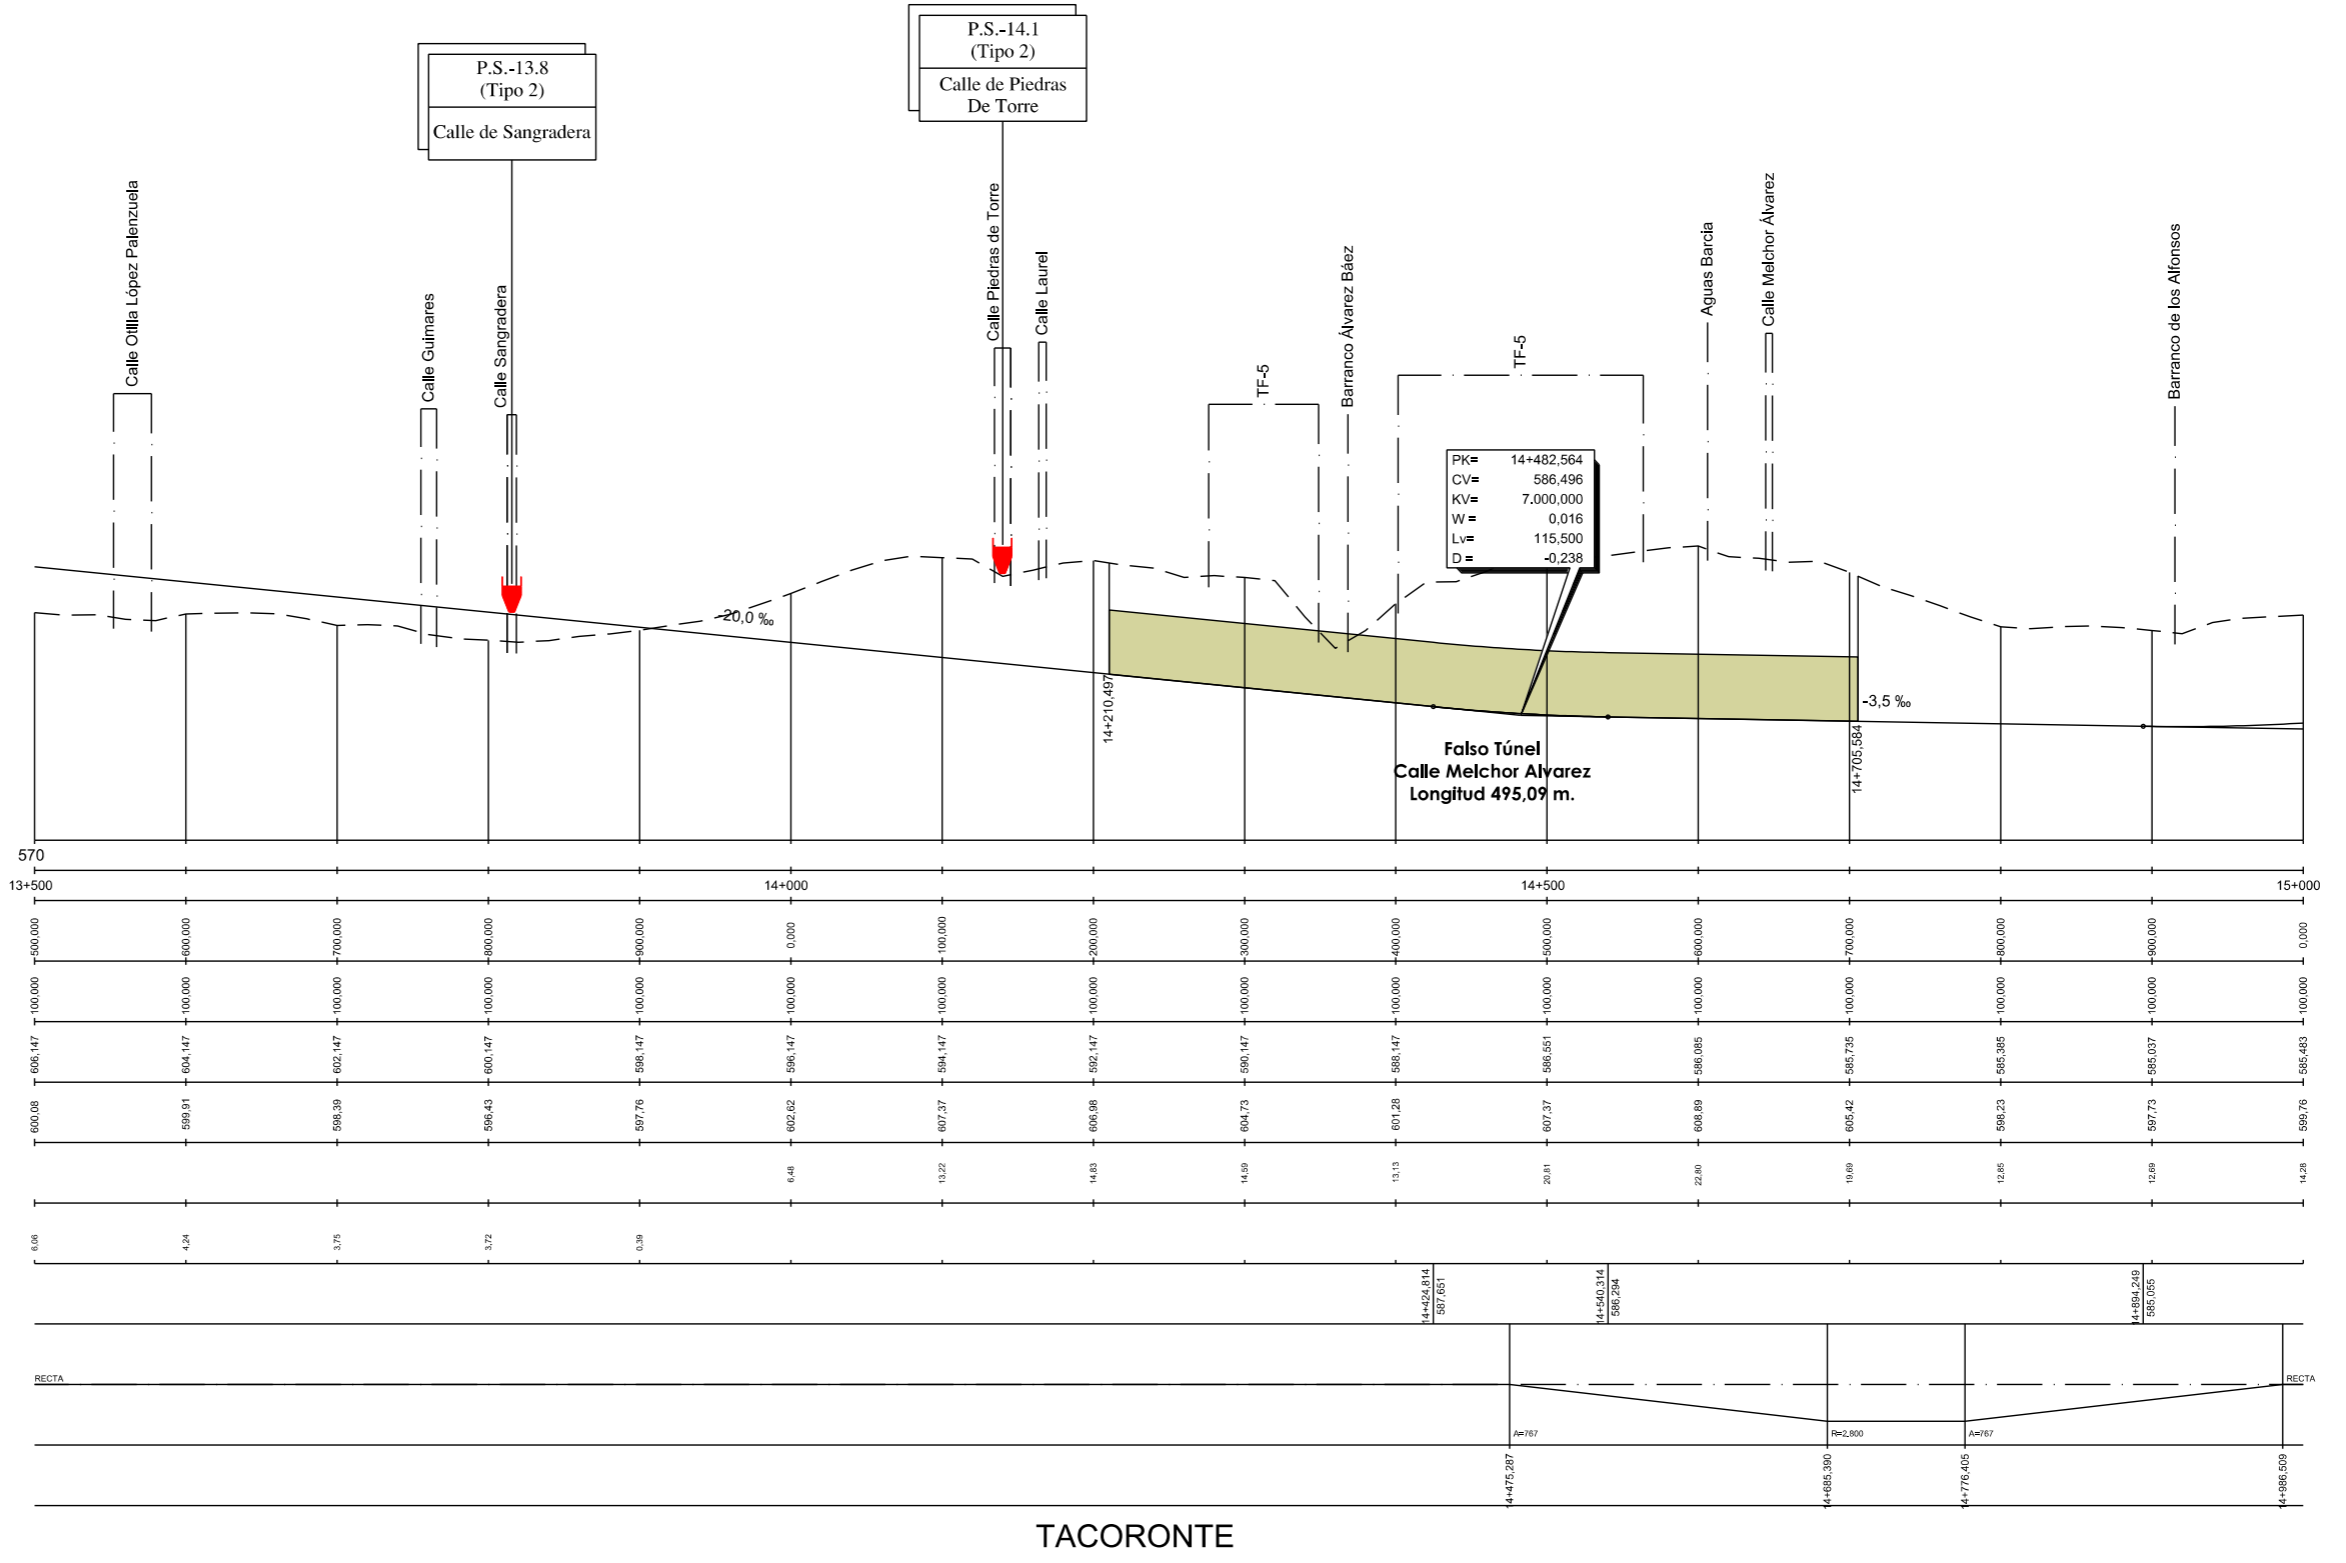 P.S.-13.8
(Tipo 2)
Calle de Sangradera
P.S.-14.1
(Tipo 2)
Calle de Piedras
De Torre
Calle Otilia López Palenzuela
Calle Guimares
Calle Sangradera
Calle Piedras de Torre
Calle Laurel
TF-5
Barranco Álvarez Báez
TF-5
Aguas Barcia
Calle Melchor Álvarez
Barranco de los Alfonsos
PK= 14+482,564
CV= 586,496
KV= 7.000,000
W = 0,016
Lv= 115,500
D = -0,238
-20,0 ‰
-3,5 ‰
14+210,497
14+705,584
Falso Túnel
Calle Melchor Alvarez
Longitud 495,09 m.
570
13+500 14+000 14+500 15+000
500,000 600,000 700,000 800,000 900,000 0,000 100,000 200,000 300,000 400,000 500,000 600,000 700,000 800,000 900,000 0,000
100,000 100,000 100,000 100,000 100,000 100,000 100,000 100,000 100,000 100,000 100,000 100,000 100,000 100,000 100,000 100,000
606,147 604,147 602,147 600,147 598,147 596,147 594,147 592,147 590,147 588,147 586,551 586,085 585,735 585,385 585,037 585,483
600,08 599,91 598,39 596,43 597,76 602,62 607,37 606,98 604,73 601,28 607,37 608,89 605,42 598,23 597,73 599,76
6,48 13,22 14,83 14,59 13,13 20,81 22,80 19,69 12,85 12,69 14,28
6,06 4,24 3,75 3,72 0,39
14+424,814
587,651
14+540,314
586,294
14+894,249
585,055
RECTA RECTA
A=767 R=2,800 A=767
14+475,287 14+685,390 14+776,405 14+986,509
TACORONTE